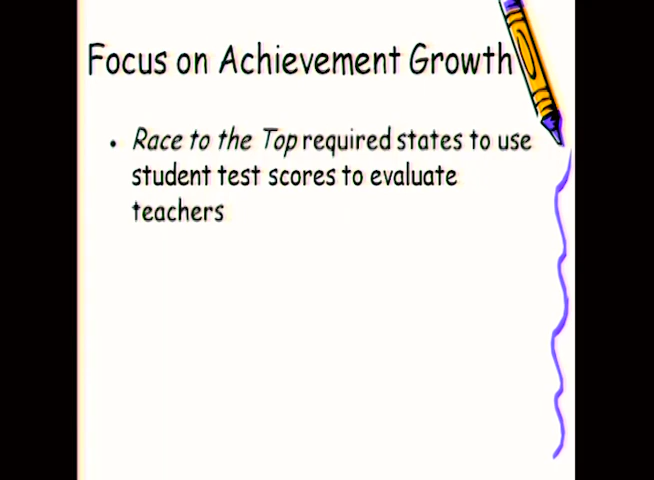 Focus on Achievement Growth
• Race to the Top required states to use
student test scores to evaluate
teachers